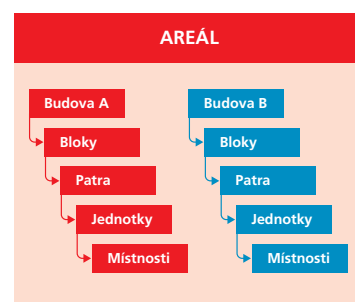 AREÁL
Budova A
Bloky
Patra
Jednotky
Místnosti
Budova B
Bloky
Patra
Jednotky
Místnosti